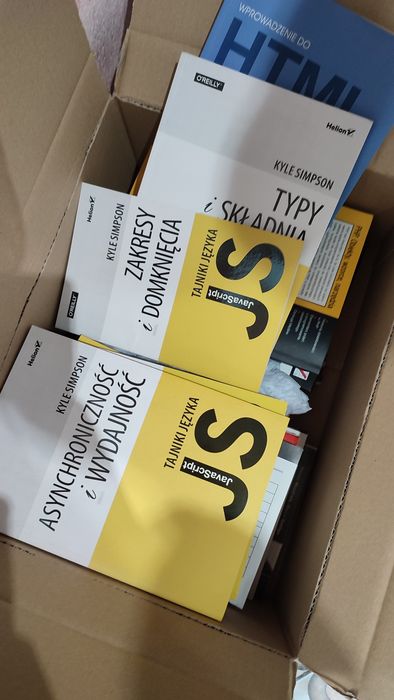 WPROWADZENIE DO
HTML
O'REILLY
Helion
KYLE SIMPSON
TYPY
i SKŁADNIA
Helion
KYLE SIMPSON
ZAKRESY
i DOMKNIĘCIA
O'REILLY
TAJNIKI JĘZYKA
JavaScript
JS
Helion
KYLE SIMPSON
ASYNCHRONICZNOŚĆ
i WYDAJNOŚĆ
TAJNIKI JĘZYKA
JavaScript
JS